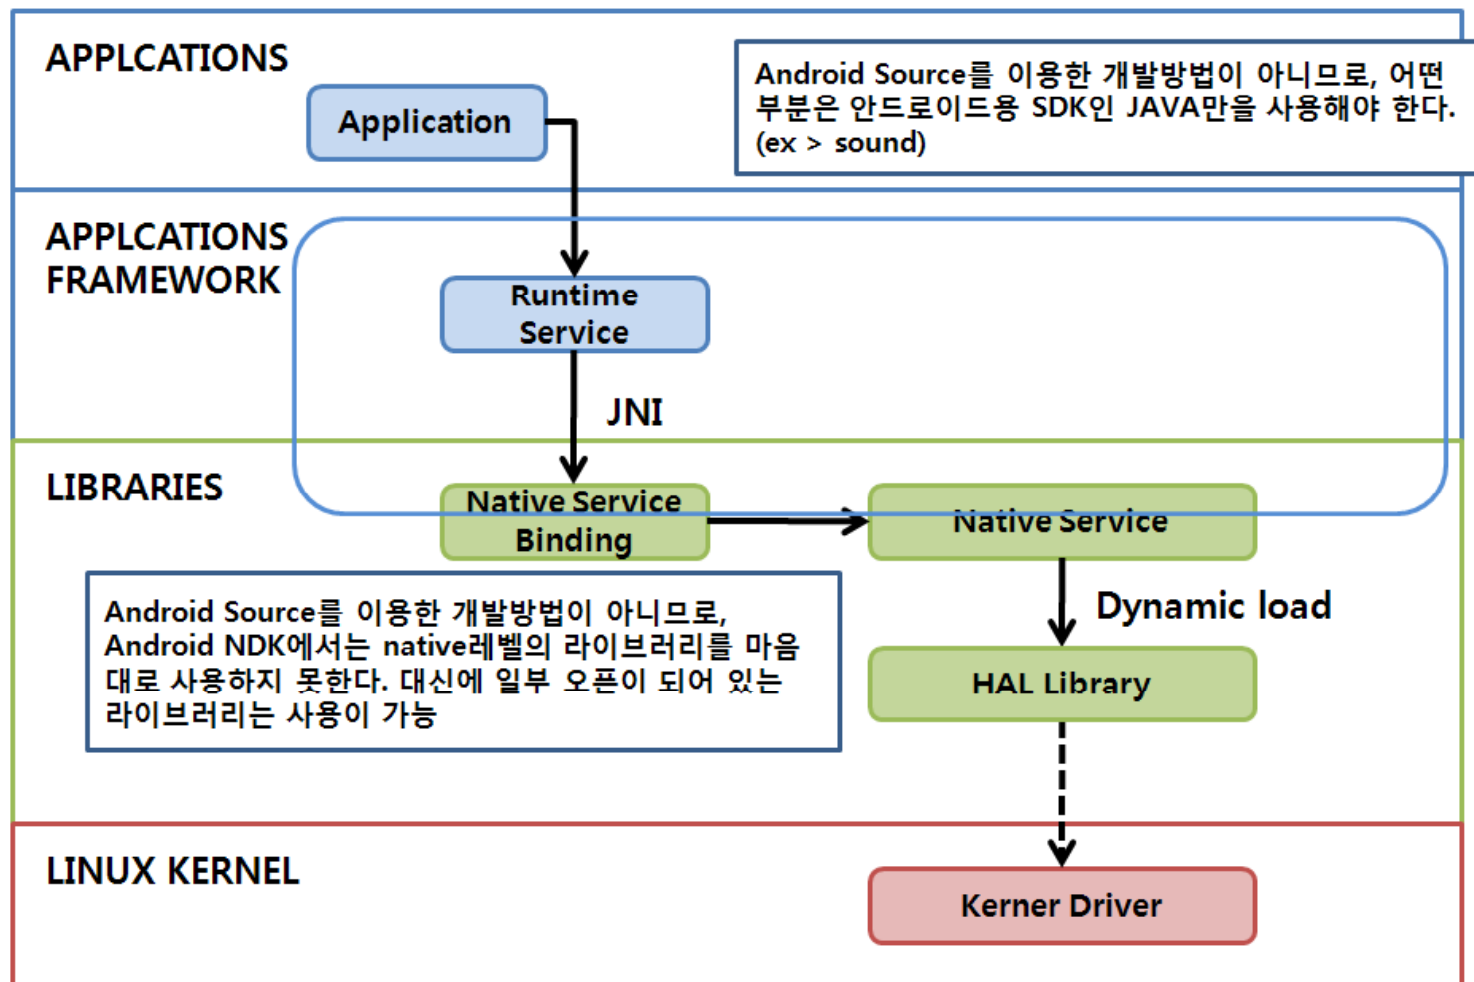 APPLCATIONS
Application
Android Source를 이용한 개발방법이 아니므로, 어떤
부분은 안드로이드용 SDK인 JAVA만을 사용해야 한다.
(ex > sound)
APPLCATIONS
FRAMEWORK
Runtime
Service
JNI
LIBRARIES
Native Service
Binding
Native Service
Android Source를 이용한 개발방법이 아니므로,
Android NDK에서는 native레벨의 라이브러리를 마음
대로 사용하지 못한다. 대신에 일부 오픈이 되어 있는
라이브러리는 사용이 가능
Dynamic load
HAL Library
LINUX KERNEL
Kerner Driver